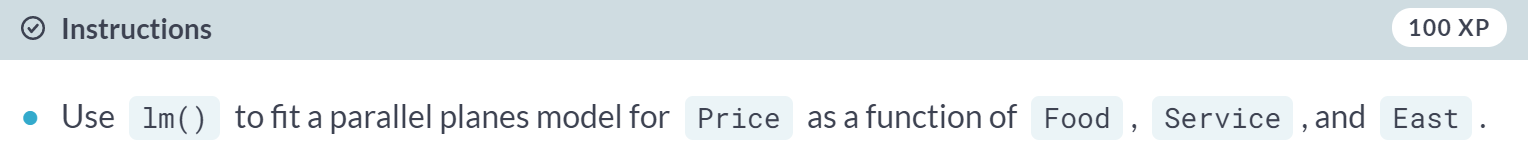 Instructions 100 XP
Use lm() to fit a parallel planes model for Price as a function of Food, Service, and East.